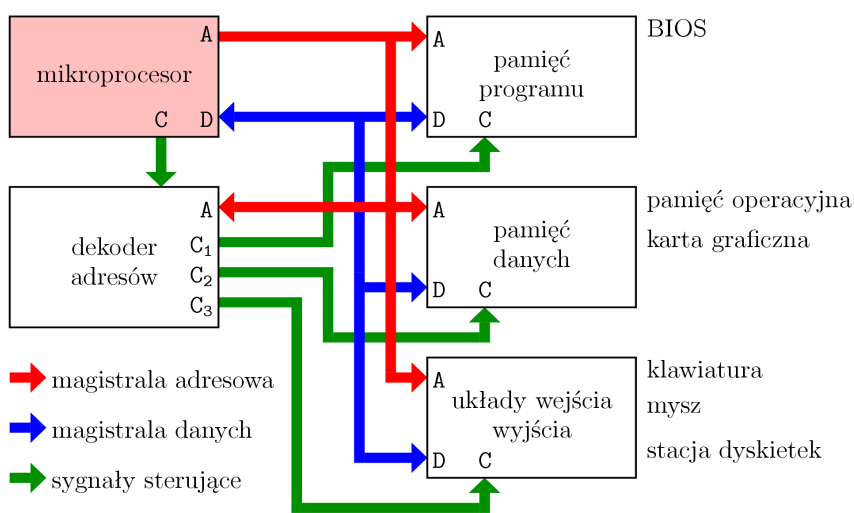 A
mikroprocesor
C D
A
pamięć
programu
D C
BIOS
A
dekoder
adresów
C1
C2
C3
A
pamięć
danych
D C
pamięć operacyjna
karta graficzna
A
układy wejścia
wyjścia
D C
klawiatura
mysz
stacja dyskietek
magistrala adresowa
magistrala danych
sygnały sterujące